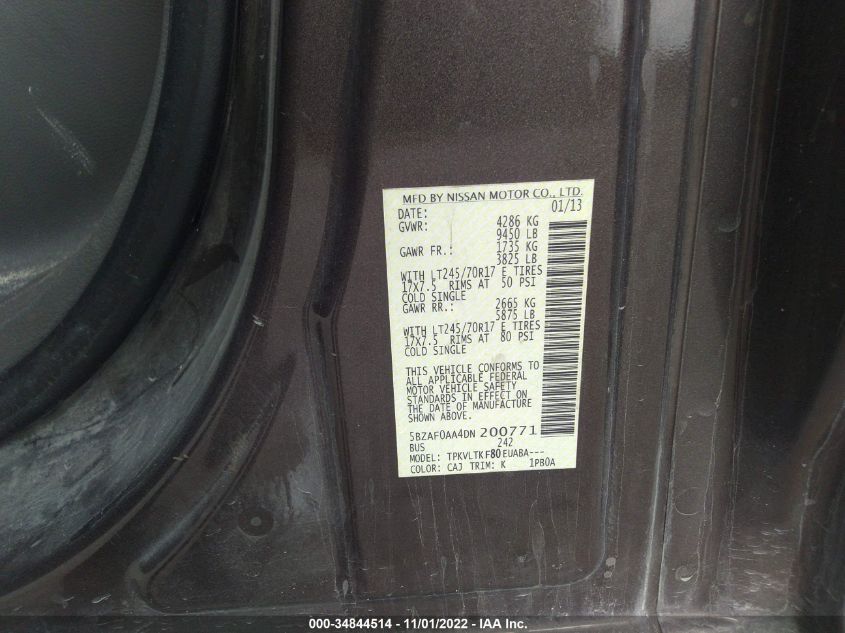 MFD BY NISSAN MOTOR CO., LTD.
DATE: 01/13
GVWR: 4286 KG
9450 LB
GAWR FR.: 1735 KG
3825 LB
WITH LT245/70R17 E TIRES
17X7.5 RIMS AT 50 PSI
COLD SINGLE
GAWR RR.: 2665 KG
5875 LB
WITH LT245/70R17 E TIRES
17X7.5 RIMS AT 80 PSI
COLD SINGLE
THIS VEHICLE CONFORMS TO
ALL APPLICABLE FEDERAL
MOTOR VEHICLE SAFETY
STANDARDS IN EFFECT ON
THE DATE OF MANUFACTURE
SHOWN ABOVE.
5BZAF0AA4DN200771
BUS 242
MODEL: TPKVLTKF80EUABA---
COLOR: CAJ TRIM: K 1PB0A
000-34844514 - 11/01/2022 - IAA Inc.